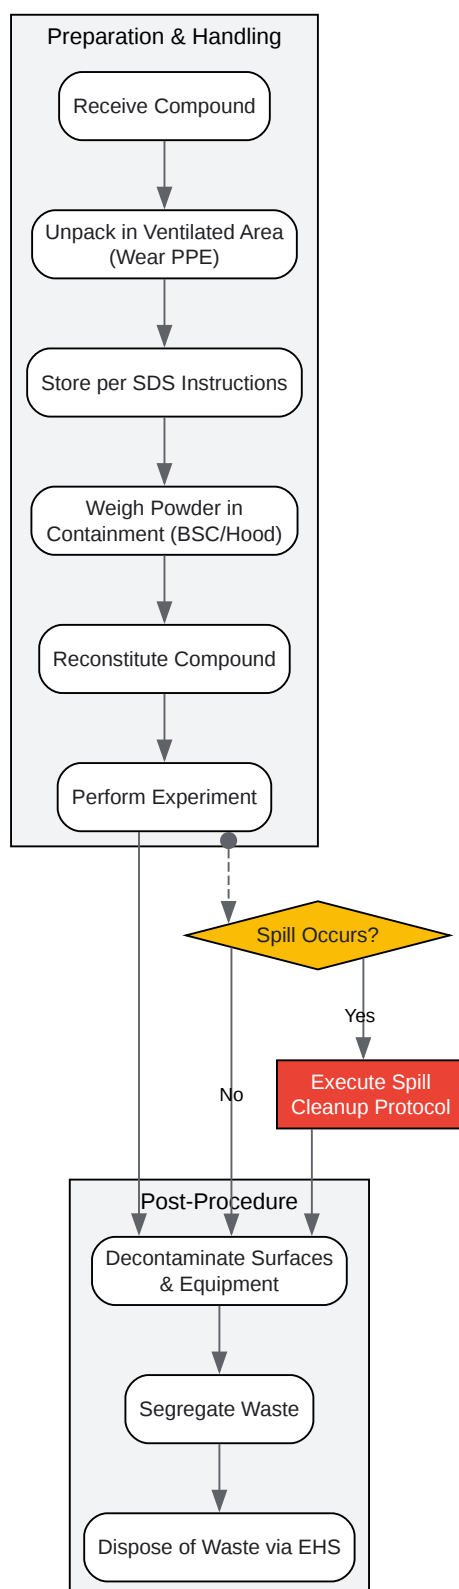 Preparation & Handling
Receive Compound
Unpack in Ventilated Area
(Wear PPE)
Store per SDS Instructions
Weigh Powder in
Containment (BSC/Hood)
Reconstitute Compound
Perform Experiment
Spill Occurs?
Yes
No
Execute Spill
Cleanup Protocol
Post-Procedure
Decontaminate Surfaces
& Equipment
Segregate Waste
Dispose of Waste via EHS